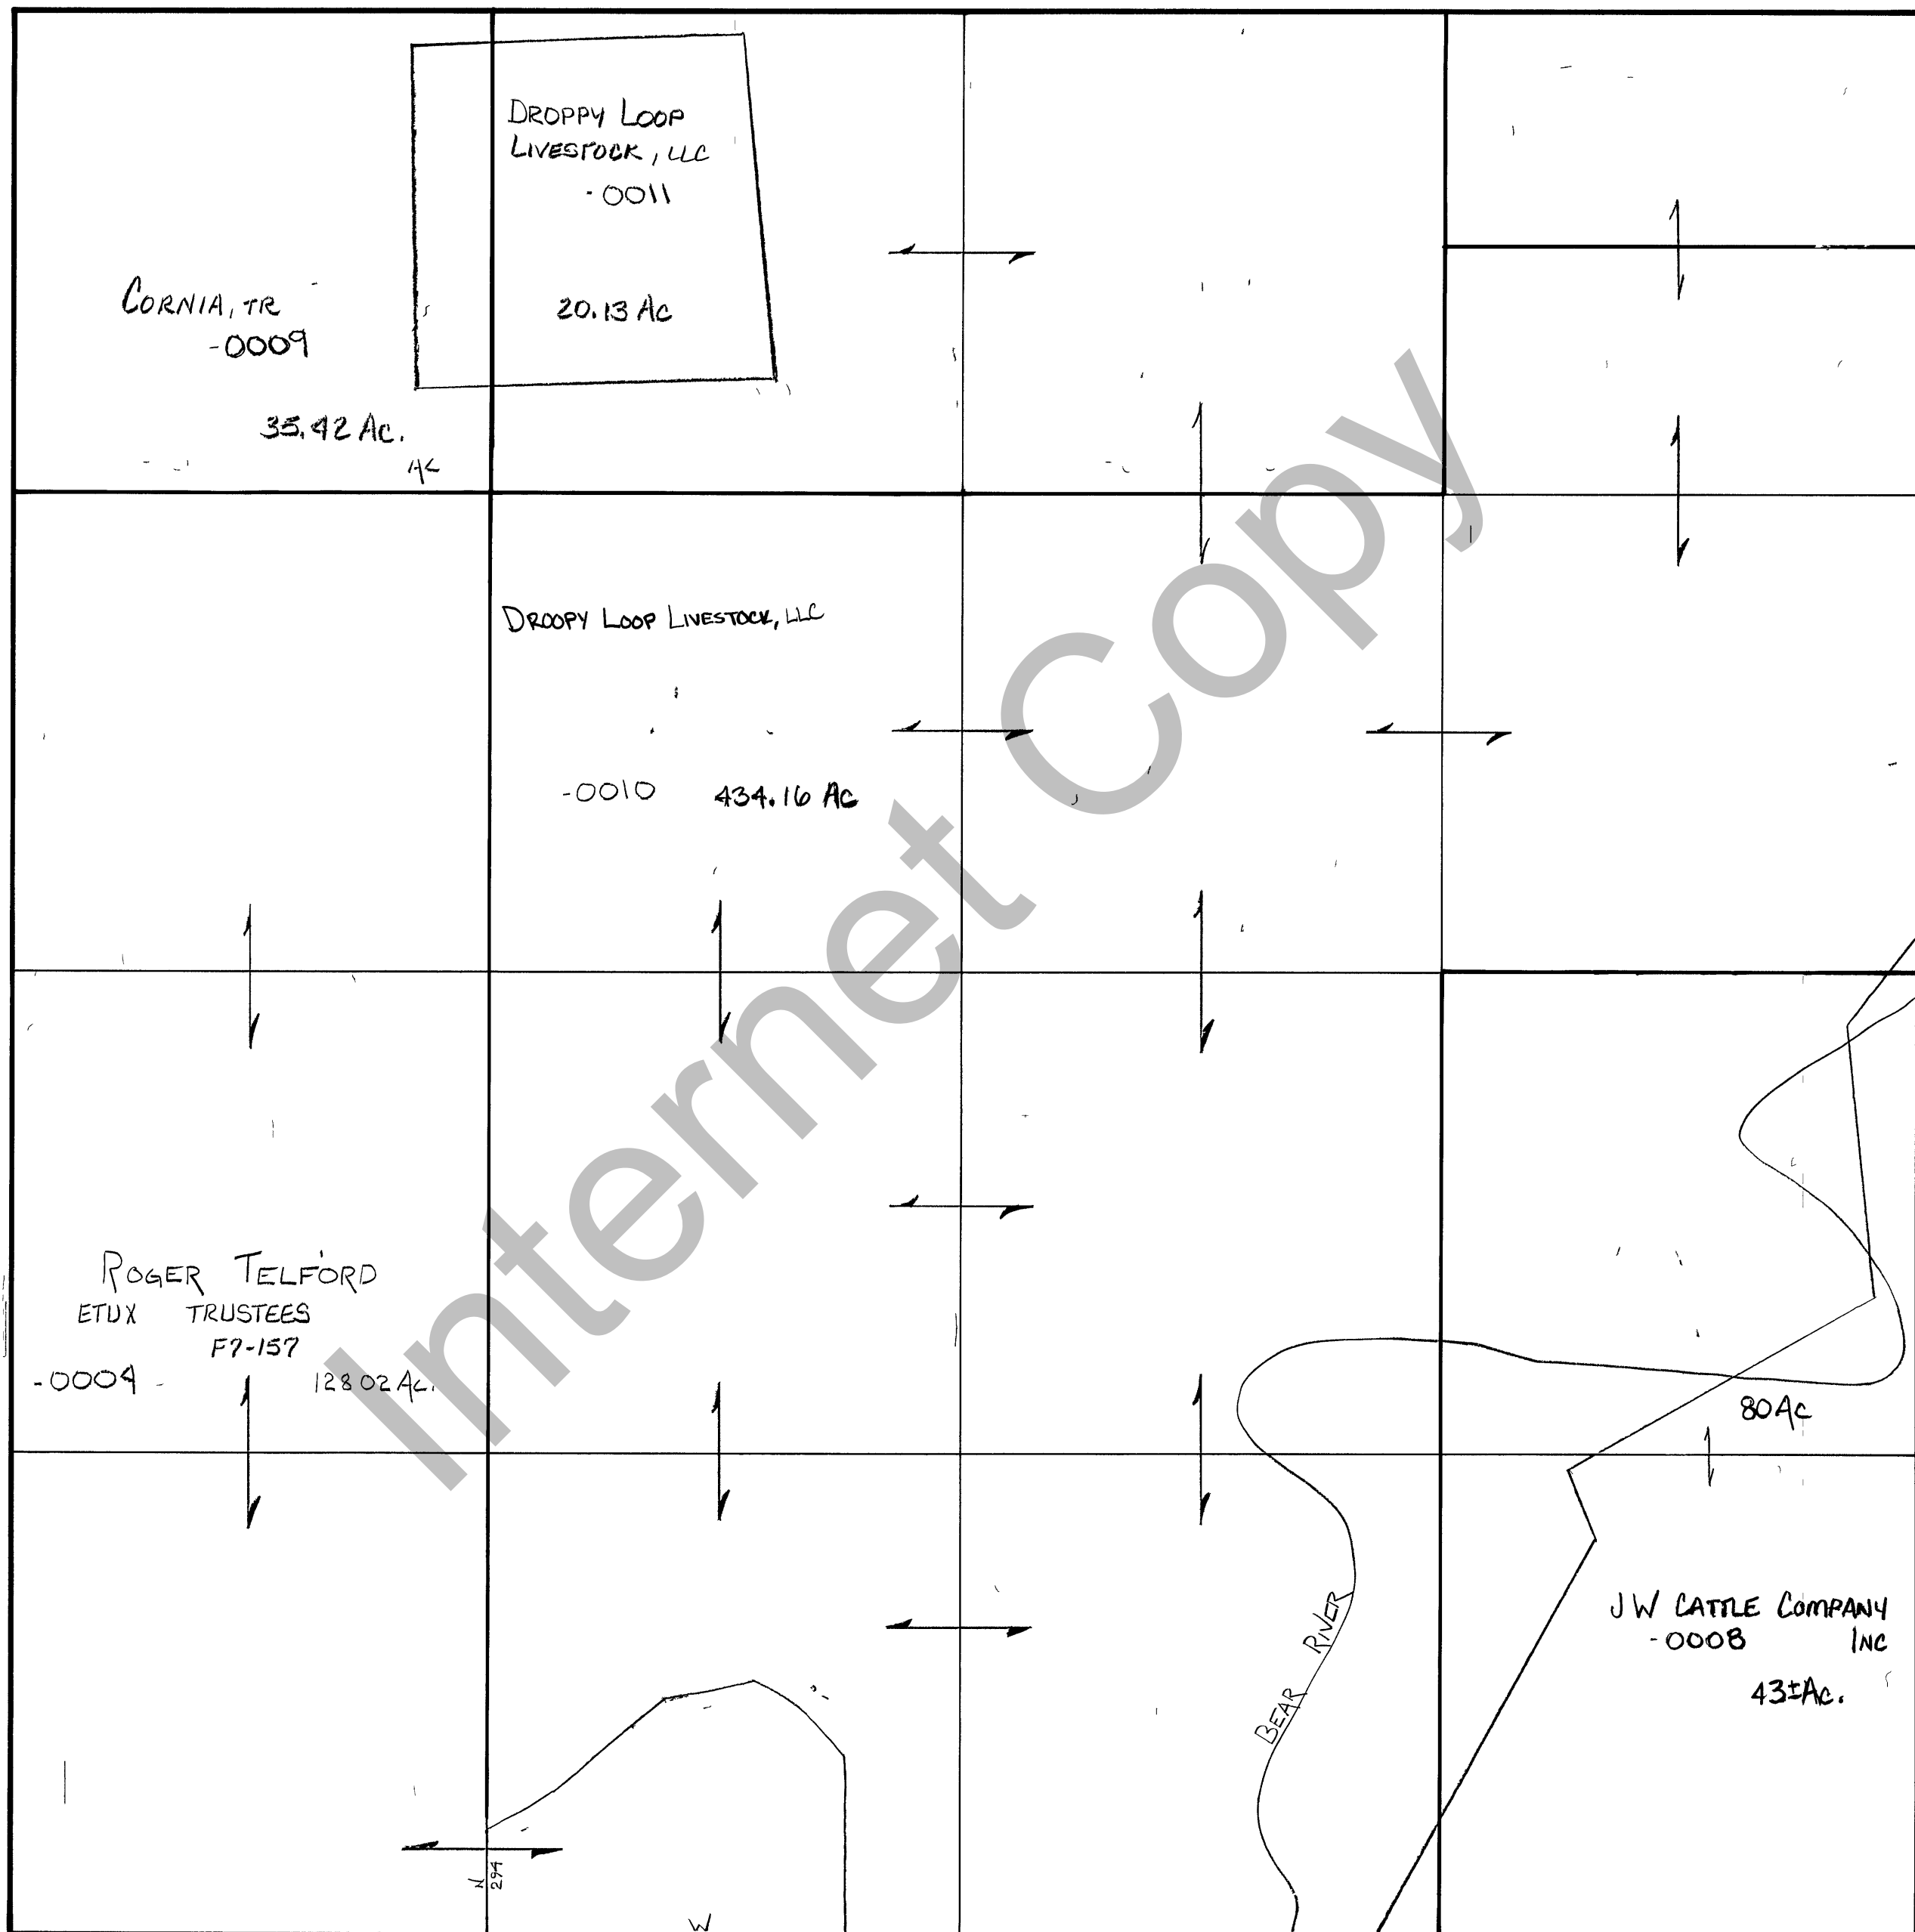 DROPPY LOOP
LIVESTOCK, LLC
-0011
20.13 AC
CORNIA, TR
-0009
35.42 AC.
AC
DROOPY LOOP LIVESTOCK, LLC
-0010 434.16 AC
ROGER TELFORD
ETUX TRUSTEES
F7-157
-0004 128 02 AC.
80 AC
JW CATTLE COMPANY
-0008 INC
43± AC.
BEAR RIVER
N
294
W
Internet Copy